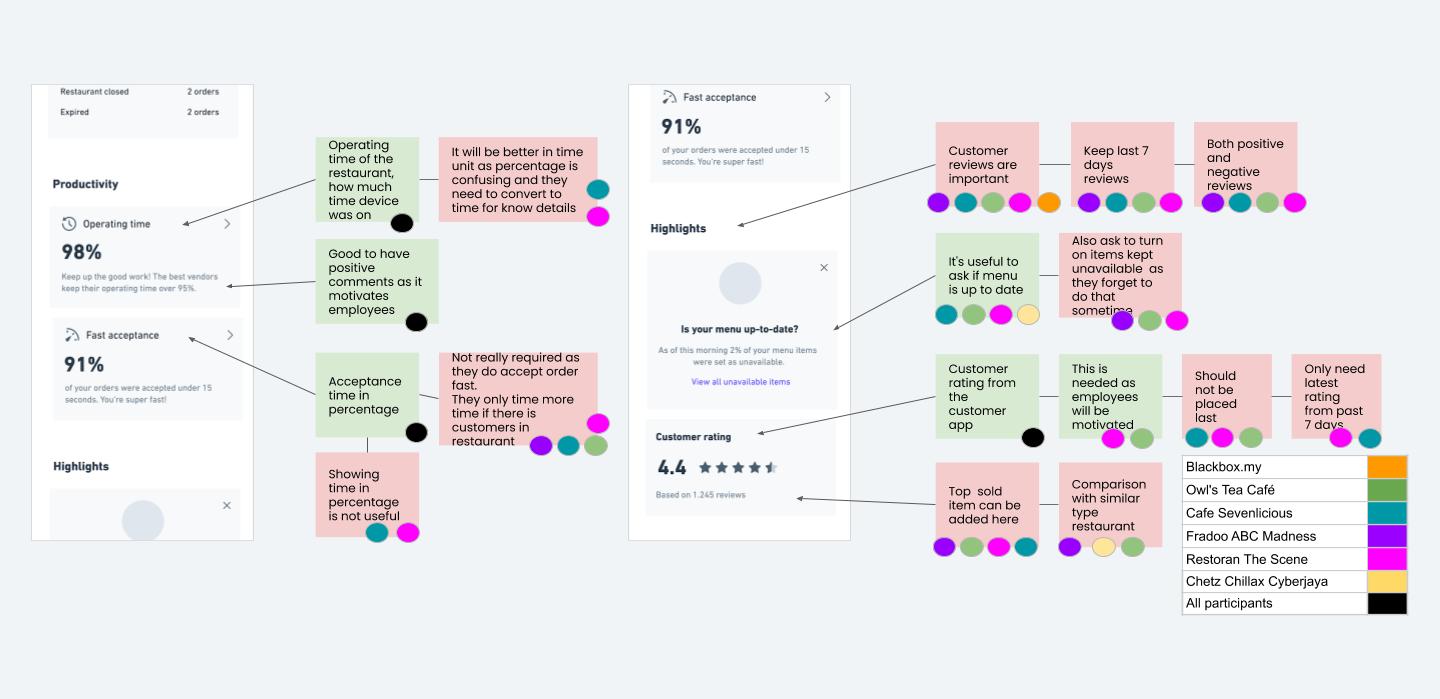 Restaurant closed 2 orders
Expired 2 orders
Productivity
Operating time
98%
Keep up the good work! The best vendors
keep their operating time over 95%.
Fast acceptance
91%
of your orders were accepted under 15
seconds. You're super fast!
Highlights
Operating
time of the
restaurant,
how much
time device
was on
It will be better in time
unit as percentage is
confusing and they
need to convert to
time for know details
Good to have
positive
comments as it
motivates
employees
Acceptance
time in
percentage
Not really required as
they do accept order
fast.
They only time more
time if there is
customers in
restaurant
Showing
time in
percentage
is not useful
Fast acceptance
91%
of your orders were accepted under 15
seconds. You're super fast!
Highlights
Is your menu up-to-date?
As of this morning 2% of your menu items
were set as unavailable.
View all unavailable items
Customer rating
4.4
Based on 1.245 reviews
Customer
reviews are
important
Keep last 7
days
reviews
Both positive
and
negative
reviews
It's useful to
ask if menu
is up to date
Also ask to turn
on items kept
unavailable as
they forget to
do that
sometime
Customer
rating from
the
customer
app
This is
needed as
employees
will be
motivated
Should
not be
placed
last
Only need
latest
rating
from past
7 days
Top sold
item can be
added here
Comparison
with similar
type
restaurant
Blackbox.my
Owl's Tea Café
Cafe Sevenlicious
Fradoo ABC Madness
Restoran The Scene
Chetz Chillax Cyberjaya
All participants